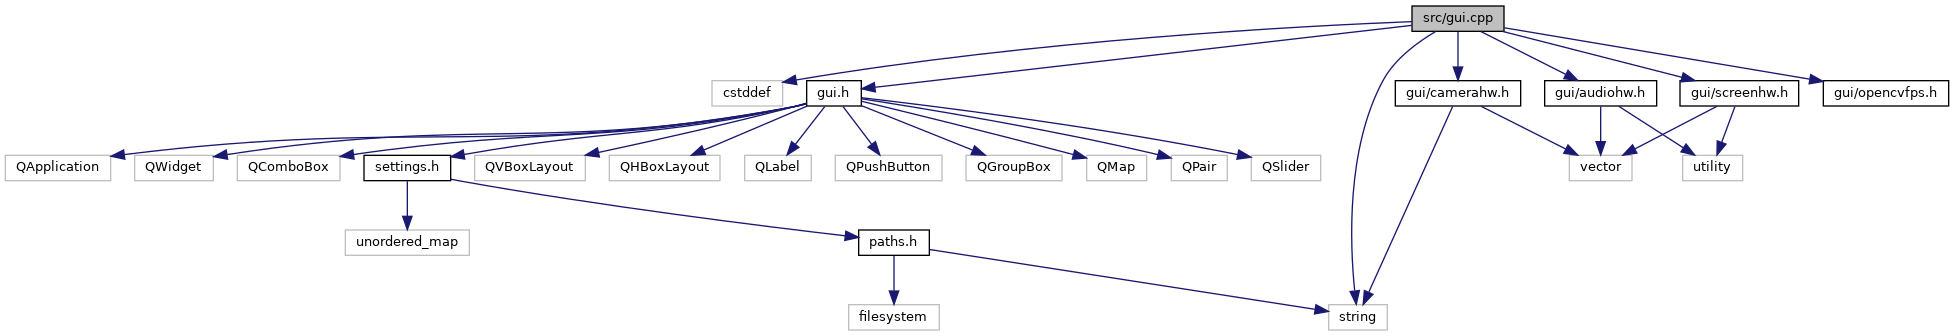 src/gui.cpp
cstddef
gui.h
gui/camerahw.h
gui/audiohw.h
gui/screenhw.h
gui/opencvfps.h
QApplication
QWidget
QComboBox
settings.h
QVBoxLayout
QHBoxLayout
QLabel
QPushButton
QGroupBox
QMap
QPair
QSlider
vector
utility
unordered_map
paths.h
filesystem
string